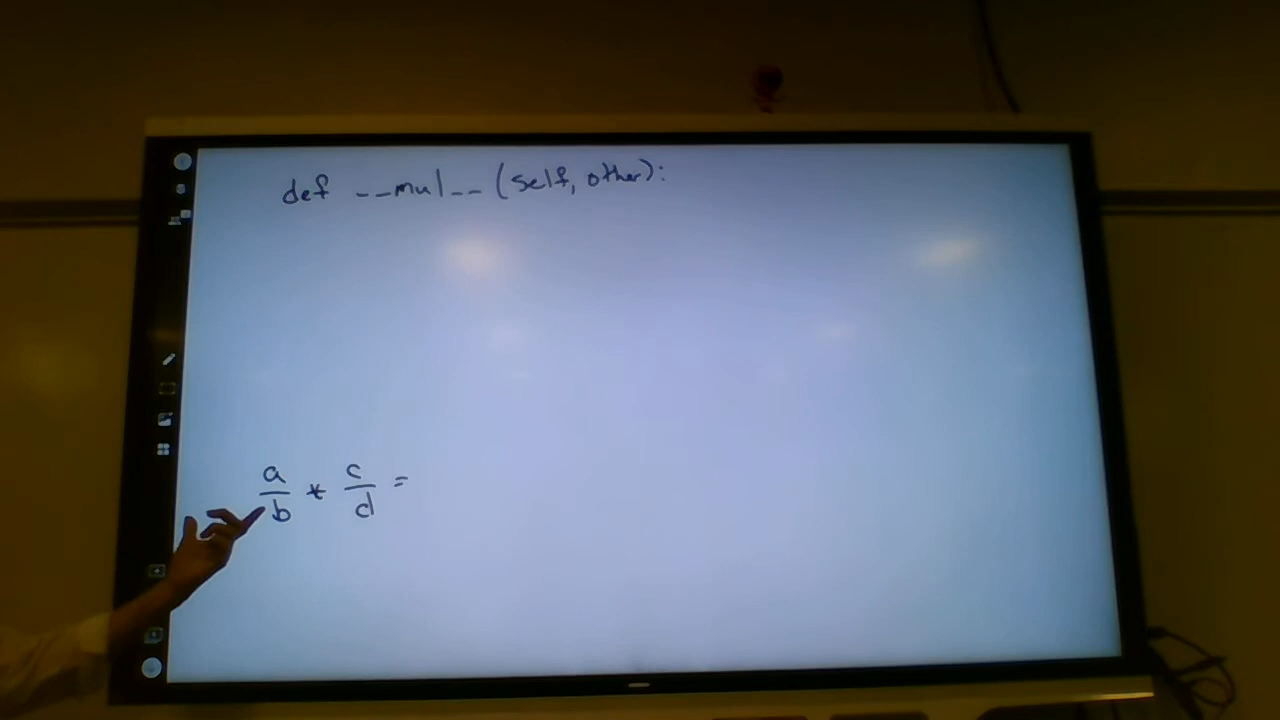 def __mul__ (self, other):
a/b * c/d =